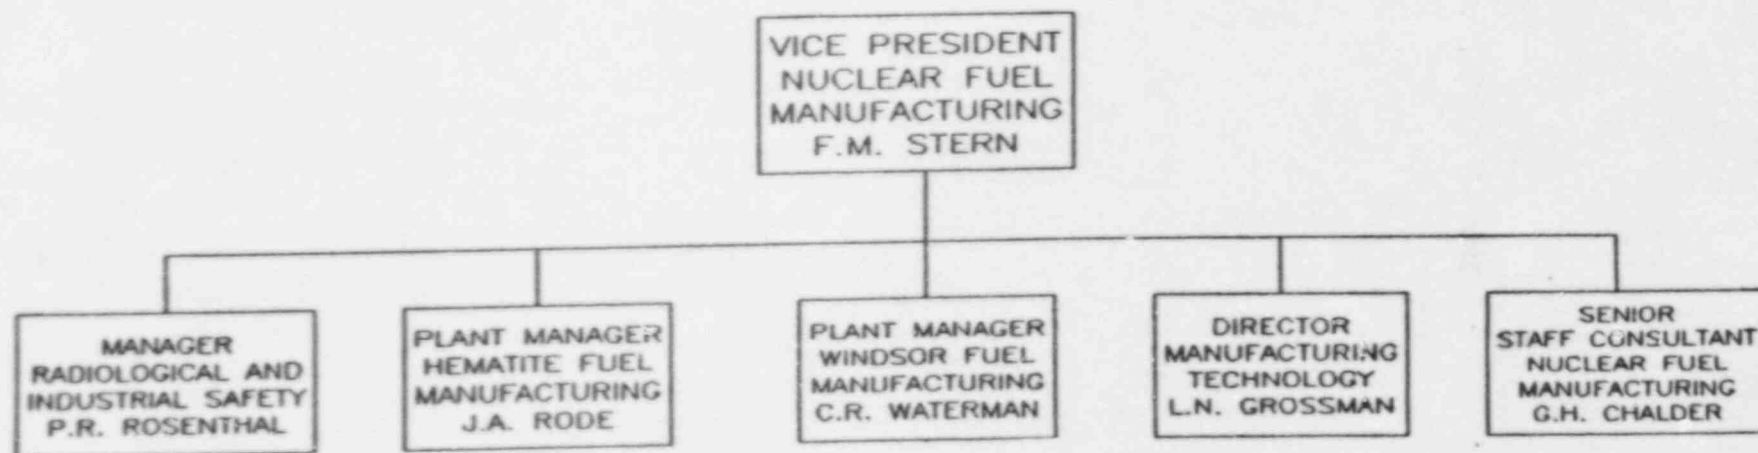 VICE PRESIDENT
NUCLEAR FUEL
MANUFACTURING
F.M. STERN
MANAGER
RADIOLOGICAL AND
INDUSTRIAL SAFETY
P.R. ROSENTHAL
PLANT MANAGER
HEMATITE FUEL
MANUFACTURING
J.A. RODE
PLANT MANAGER
WINDSOR FUEL
MANUFACTURING
C.R. WATERMAN
DIRECTOR
MANUFACTURING
TECHNOLOGY
L.N. GROSSMAN
SENIOR
STAFF CONSULTANT
NUCLEAR FUEL
MANUFACTURING
G.H. CHALDER